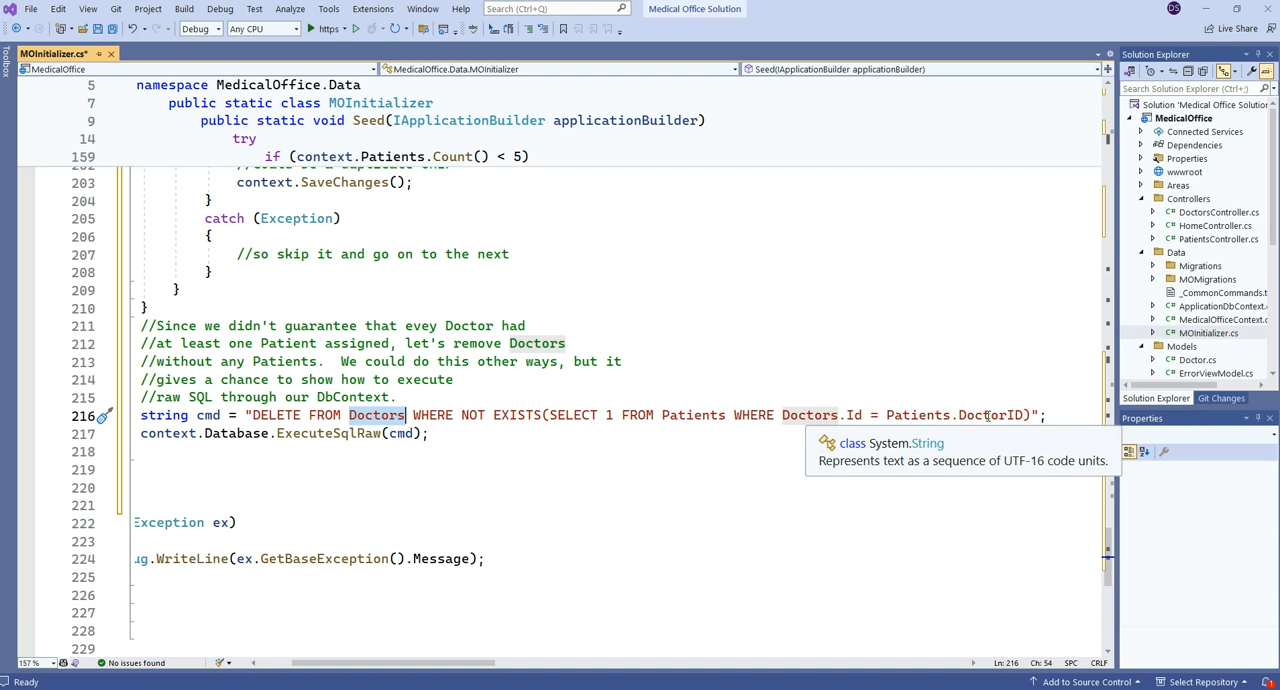 File Edit View Git Project Build Debug Test Analyze Tools Extensions Window Help Search (Ctrl+Q) Medical Office Solution DS
Debug Any CPU https Live Share
Toolbox
MOInitializer.cs*
MedicalOffice MedicalOffice.Data.MOInitializer Seed(IApplicationBuilder applicationBuilder)
5 namespace MedicalOffice.Data
7 public static class MOInitializer
9 public static void Seed(IApplicationBuilder applicationBuilder)
14 try
159 if (context.Patients.Count() < 5)
203 context.SaveChanges();
204 }
205 catch (Exception)
206 {
207 //so skip it and go on to the next
208 }
209 }
210 }
211 //Since we didn't guarantee that evey Doctor had
212 //at least one Patient assigned, let's remove Doctors
213 //without any Patients.  We could do this other ways, but it
214 //gives a chance to show how to execute
215 //raw SQL through our DbContext.
216 string cmd = "DELETE FROM Doctors WHERE NOT EXISTS(SELECT 1 FROM Patients WHERE Doctors.Id = Patients.DoctorID)";
217 context.Database.ExecuteSqlRaw(cmd);
218
219
220
221
222 Exception ex)
223
224 ug.WriteLine(ex.GetBaseException().Message);
225
226
227
228
229
class System.String
Represents text as a sequence of UTF-16 code units.
157 % No issues found Ln: 216 Ch: 54 SPC CRLF
Solution Explorer
Search Solution Explorer (Ctrl+;)
Solution 'Medical Office Solution
MedicalOffice
Connected Services
Dependencies
Properties
wwwroot
Areas
Controllers
C# DoctorsController.cs
C# HomeController.cs
C# PatientsController.cs
Data
Migrations
MOMigrations
_CommonCommands.t
C# ApplicationDbContext.c
C# MedicalOfficeContext.c
C# MOInitializer.cs
Models
C# Doctor.cs
C# ErrorViewModel.cs
Solution Explorer Git Changes
Properties
Ready Add to Source Control Select Repository 1